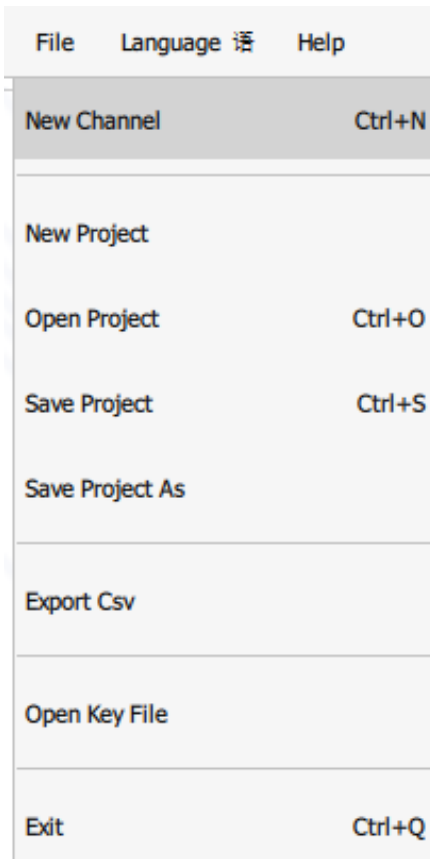 File Language 语 Help
New Channel Ctrl+N
New Project
Open Project Ctrl+O
Save Project Ctrl+S
Save Project As
Export Csv
Open Key File
Exit Ctrl+Q